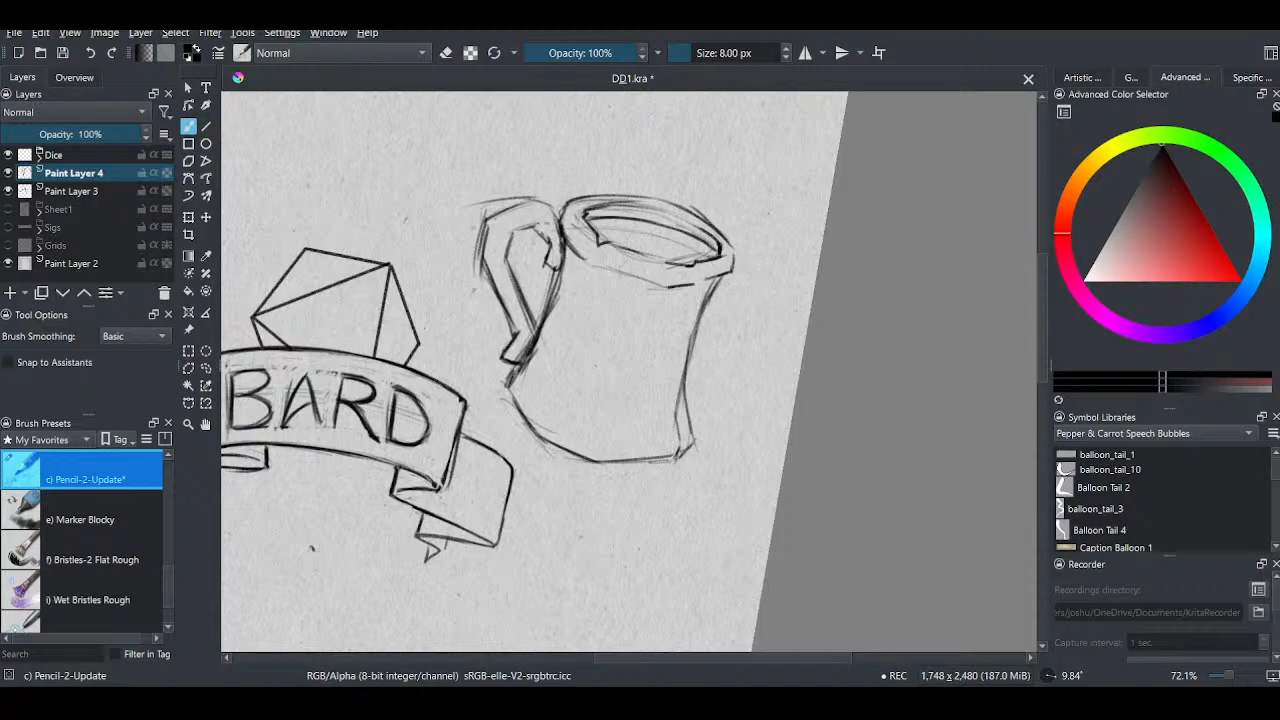 File Edit View Image Layer Select Filter Tools Settings Window Help
Normal Opacity: 100% Size: 8.00 px
Layers Overview
DD1.kra *
Artistic ... G... Advanced ... Specific ...
Layers
Advanced Color Selector
Normal
Opacity: 100%
Dice
Paint Layer 4
Paint Layer 3
Sheet1
Sigs
Grids
Paint Layer 2
Tool Options
Brush Smoothing: Basic
Snap to Assistants
BARD
Brush Presets
My Favorites Tag
c) Pencil-2-Update*
e) Marker Blocky
f) Bristles-2 Flat Rough
i) Wet Bristles Rough
Search Filter in Tag
Symbol Libraries
Pepper & Carrot Speech Bubbles
balloon_tail_1
balloon_tail_10
Balloon Tail 2
balloon_tail_3
Balloon Tail 4
Caption Balloon 1
Recorder
Recordings directory:
ers/joshu/OneDrive/Documents/KritaRecorder
Capture interval: 1 sec.
c) Pencil-2-Update RGB/Alpha (8-bit integer/channel) sRGB-elle-V2-srgbtrc.icc REC 1,748 x 2,480 (187.0 MiB) 9.84° 72.1%